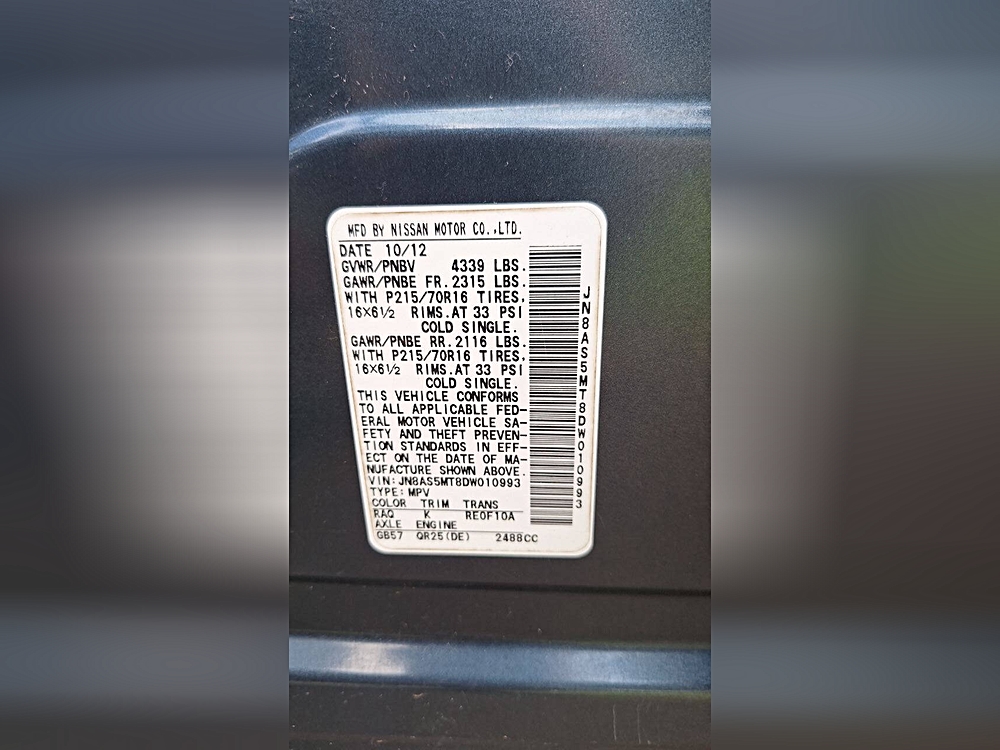 MFD BY NISSAN MOTOR CO.,LTD.
DATE 10/12
GVWR/PNBV 4339 LBS.
GAWR/PNBE FR. 2315 LBS.
WITH P215/70R16 TIRES,
16X6½ RIMS.AT 33 PSI
COLD SINGLE.
GAWR/PNBE RR. 2116 LBS.
WITH P215/70R16 TIRES,
16X6½ RIMS.AT 33 PSI
COLD SINGLE.
THIS VEHICLE CONFORMS
TO ALL APPLICABLE FED-
ERAL MOTOR VEHICLE SA-
FETY AND THEFT PREVEN-
TION STANDARDS IN EFF-
ECT ON THE DATE OF MA-
NUFACTURE SHOWN ABOVE.
VIN: JN8AS5MT8DW010993
TYPE: MPV
COLOR TRIM TRANS
RAQ K RE0F10A
AXLE ENGINE
GB57 QR25(DE) 2488CC
JN8AS5MT8DW010993